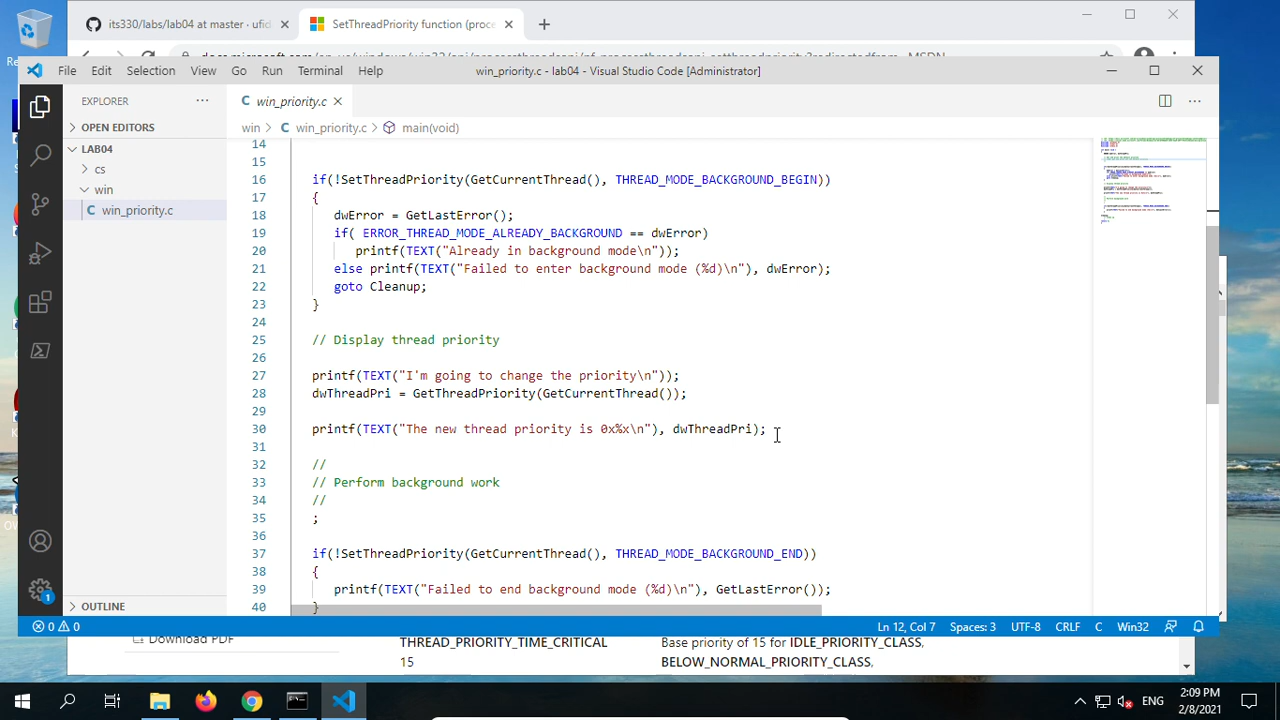 its330/labs/lab04 at master · ufid
SetThreadPriority function (proce
File Edit Selection View Go Run Terminal Help
win_priority.c - lab04 - Visual Studio Code [Administrator]
EXPLORER
win_priority.c
OPEN EDITORS
win > C win_priority.c > main(void)
LAB04
cs
win
C win_priority.c
14
15
16 if(!SetThreadPriority(GetCurrentThread(), THREAD_MODE_BACKGROUND_BEGIN))
17 {
18 dwError = GetLastError();
19 if( ERROR_THREAD_MODE_ALREADY_BACKGROUND == dwError)
20 printf(TEXT("Already in background mode\n"));
21 else printf(TEXT("Failed to enter background mode (%d)\n"), dwError);
22 goto Cleanup;
23 }
24
25 // Display thread priority
26
27 printf(TEXT("I'm going to change the priority\n"));
28 dwThreadPri = GetThreadPriority(GetCurrentThread());
29
30 printf(TEXT("The new thread priority is 0x%x\n"), dwThreadPri);
31
32 //
33 // Perform background work
34 //
35 ;
36
37 if(!SetThreadPriority(GetCurrentThread(), THREAD_MODE_BACKGROUND_END))
38 {
39 printf(TEXT("Failed to end background mode (%d)\n"), GetLastError());
40 }
OUTLINE
0 0 Ln 12, Col 7 Spaces: 3 UTF-8 CRLF C Win32
Download PDF
THREAD_PRIORITY_TIME_CRITICAL
15
Base priority of 15 for IDLE_PRIORITY_CLASS,
BELOW_NORMAL_PRIORITY_CLASS,
ENG
2:09 PM
2/8/2021